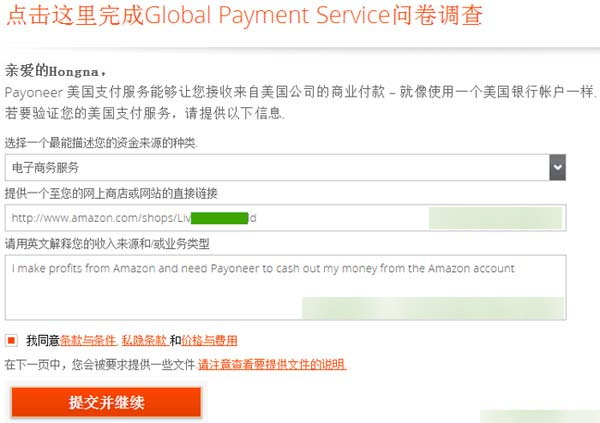 点击这里完成Global Payment Service问卷调查
亲爱的Hongna，
Payoneer 美国支付服务能够让您接收来自美国公司的商业付款 – 就像使用一个美国银行帐户一样.
若要验证您的美国支付服务，请提供以下信息.
选择一个最能描述您的资金来源的种类.
电子商务服务
提供一个至您的网上商店或网站的直接链接
http://www.amazon.com/shops/Liv d
请用英文解释您的收入来源和/或业务类型
I make profits from Amazon and need Payoneer to cash out my money from the Amazon account
我同意条款与条件, 私隐条款 和价格与费用
在下一页中，您会被要求提供一些文件.请注意查看要提供文件的说明.
提交并继续